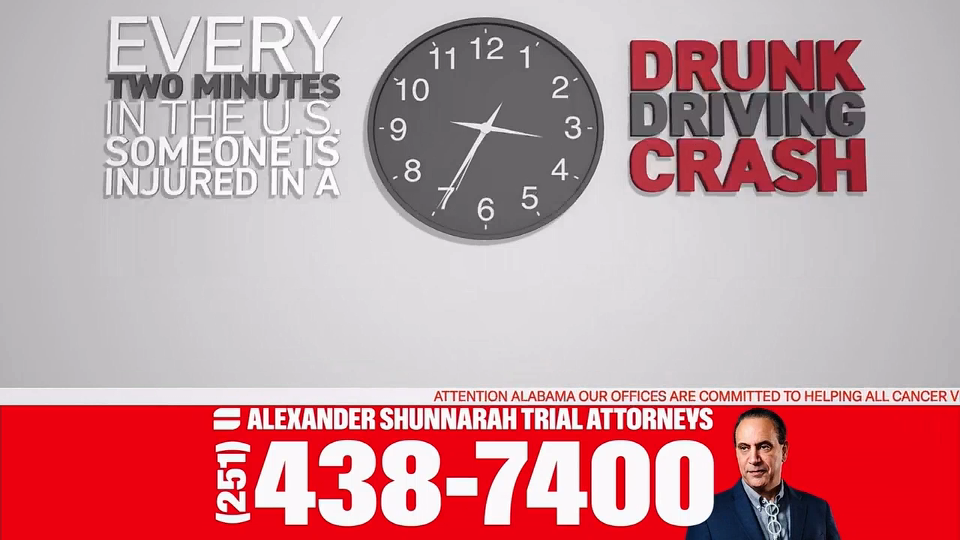 EVERY
TWO MINUTES
IN THE U.S.
SOMEONE IS
INJURED IN A
12
11
1
10
2
9
3
8
4
7
5
6
DRUNK
DRIVING
CRASH
ATTENTION ALABAMA OUR OFFICES ARE COMMITTED TO HELPING ALL CANCER V
ALEXANDER SHUNNARAH TRIAL ATTORNEYS
(251) 438-7400